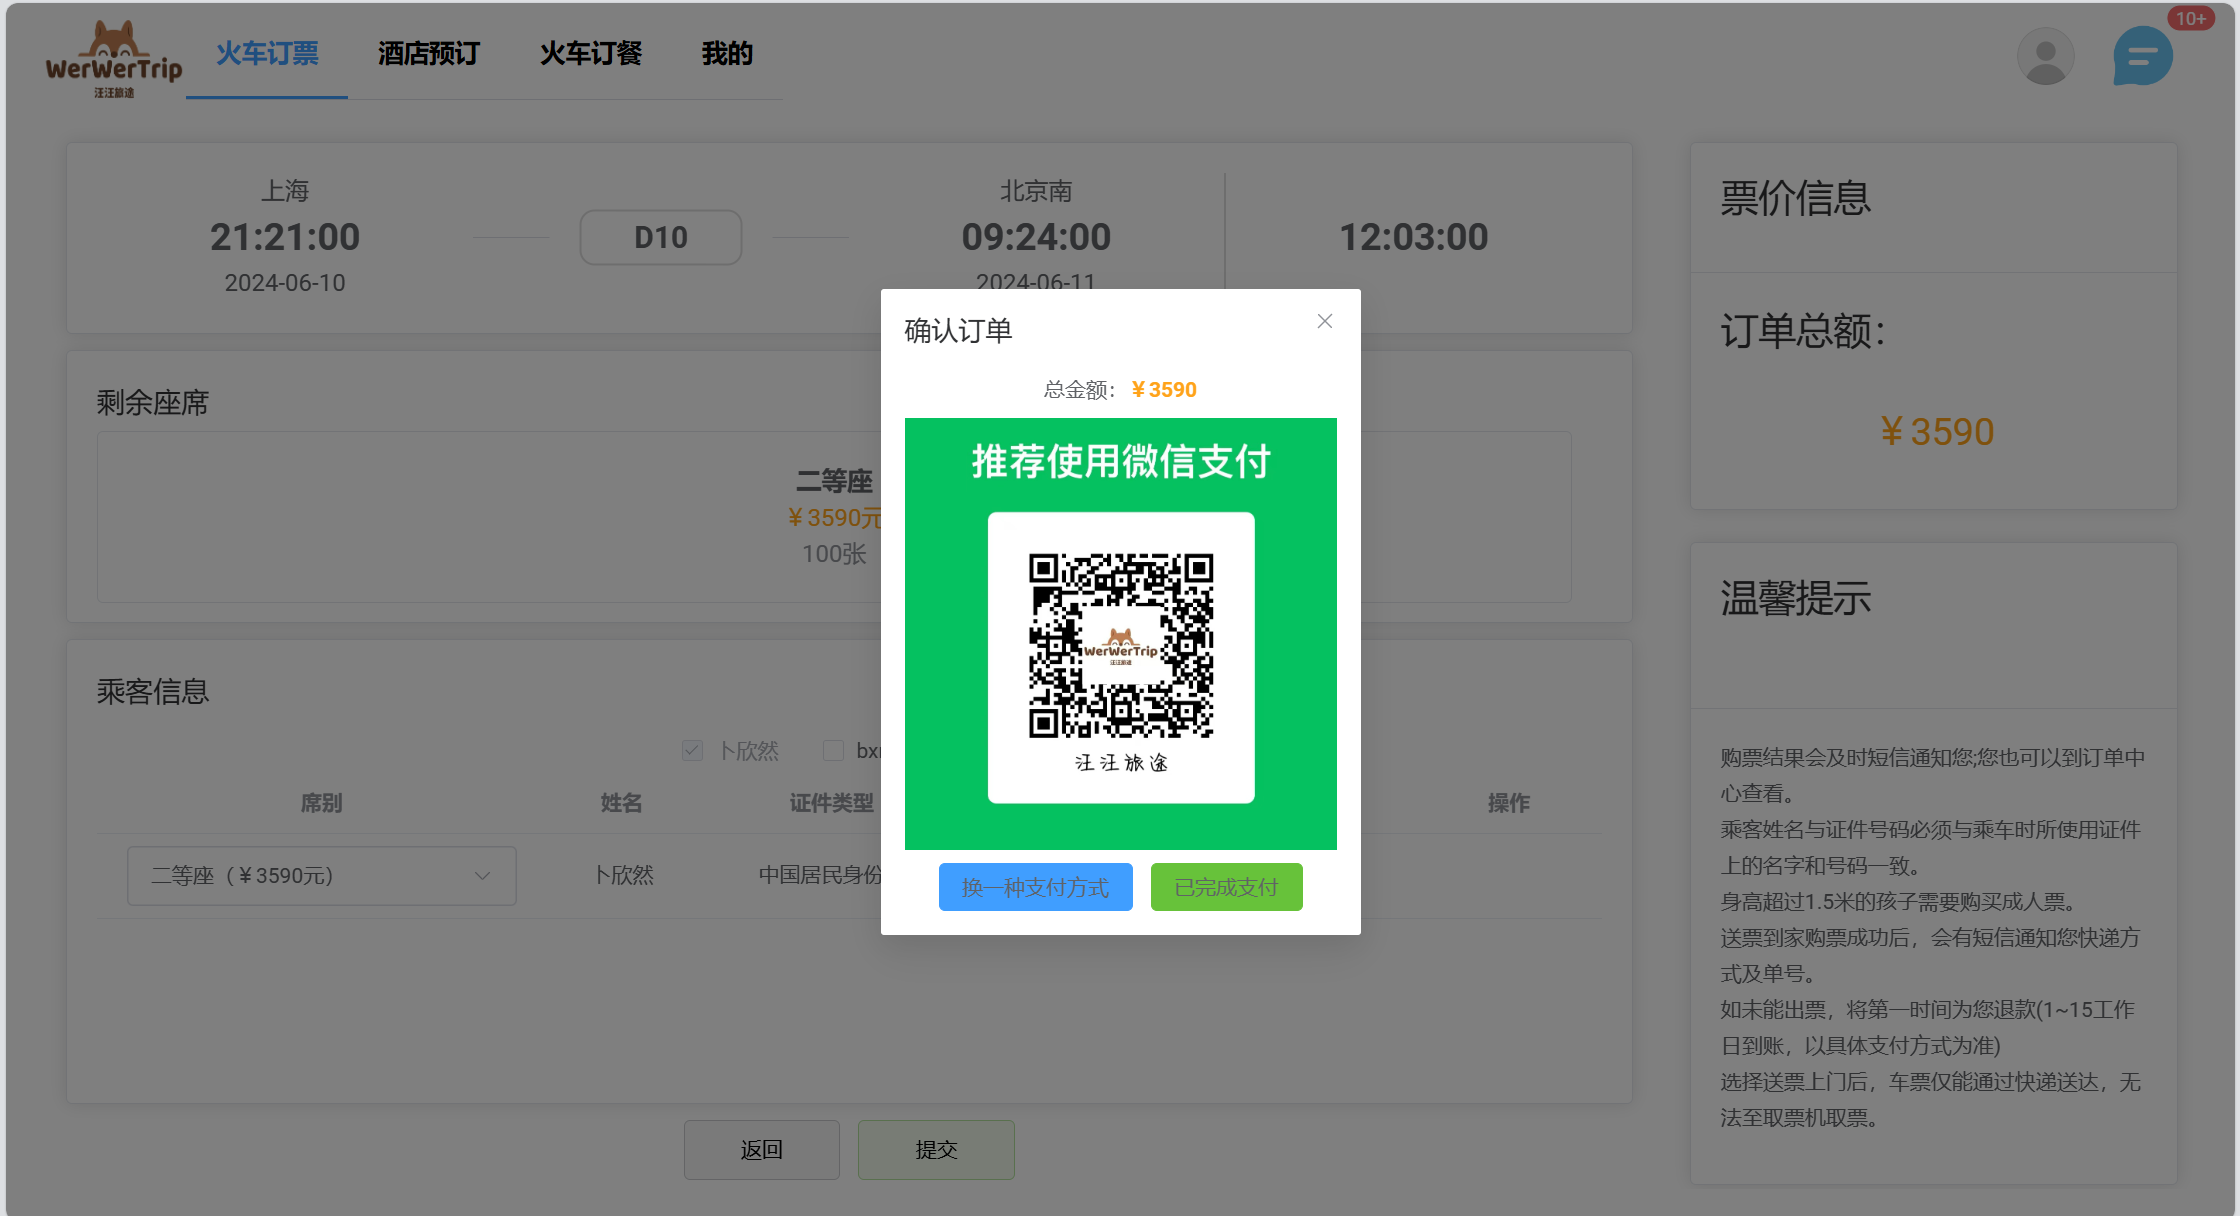 WerWerTrip
汪汪旅途
火车订票
酒店预订
火车订餐
我的
10+
上海
21:21:00
2024-06-10
D10
北京南
09:24:00
2024-06-11
12:03:00
剩余座席
二等座
¥3590元
100张
乘客信息
卜欣然
席别
姓名
证件类型
操作
二等座（¥3590元）
卜欣然
中国居民身份
返回
提交
确认订单
总金额：¥3590
推荐使用微信支付
WerWerTrip
汪汪旅途
汪汪旅途
换一种支付方式
已完成支付
票价信息
订单总额：
¥3590
温馨提示
购票结果会及时短信通知您;您也可以到订单中
心查看。
乘客姓名与证件号码必须与乘车时所使用证件
上的名字和号码一致。
身高超过1.5米的孩子需要购买成人票。
送票到家购票成功后，会有短信通知您快递方
式及单号。
如未能出票，将第一时间为您退款(1~15工作
日到账，以具体支付方式为准)
选择送票上门后，车票仅能通过快递送达，无
法至取票机取票。